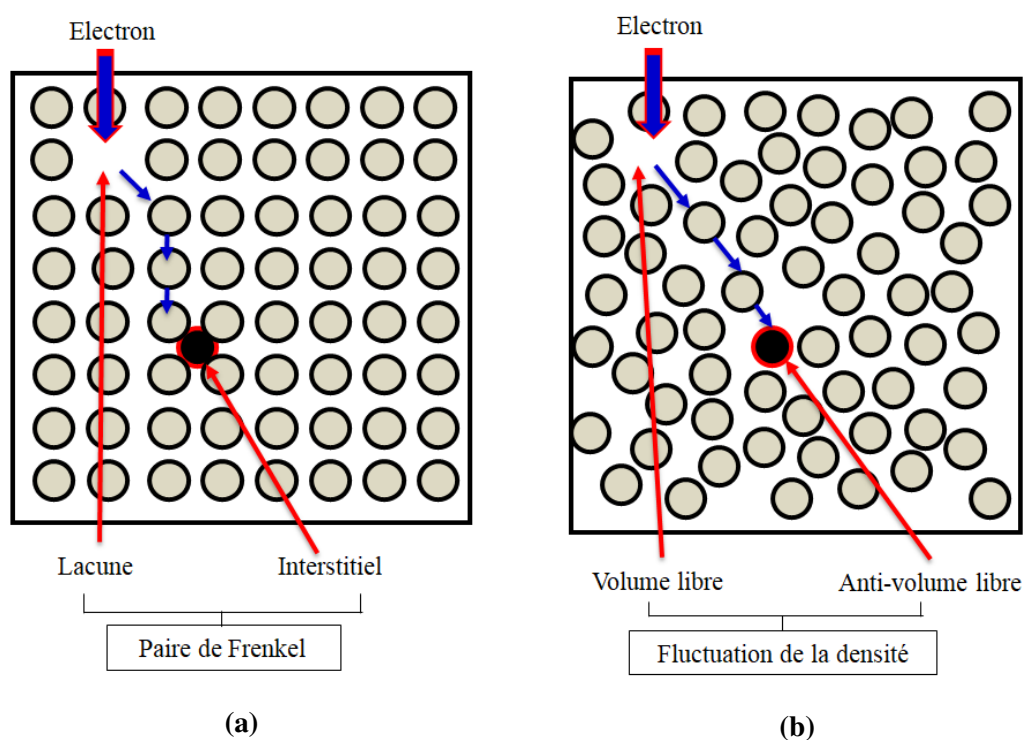 Electron
Lacune
Interstitiel
Paire de Frenkel
(a)
Electron
Volume libre
Anti-volume libre
Fluctuation de la densité
(b)